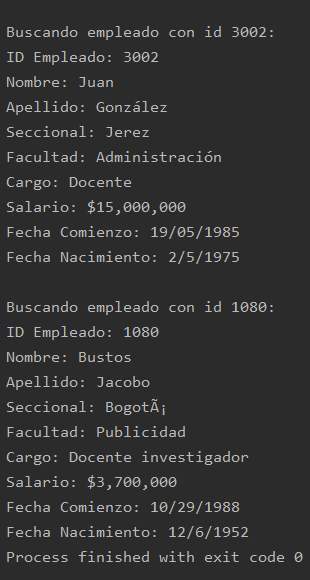 Buscando empleado con id 3002:
ID Empleado: 3002
Nombre: Juan
Apellido: González
Seccional: Jerez
Facultad: Administración
Cargo: Docente
Salario: $15,000,000
Fecha Comienzo: 19/05/1985
Fecha Nacimiento: 2/5/1975
Buscando empleado con id 1080:
ID Empleado: 1080
Nombre: Bustos
Apellido: Jacobo
Seccional: BogotÃ¡
Facultad: Publicidad
Cargo: Docente investigador
Salario: $3,700,000
Fecha Comienzo: 10/29/1988
Fecha Nacimiento: 12/6/1952
Process finished with exit code 0